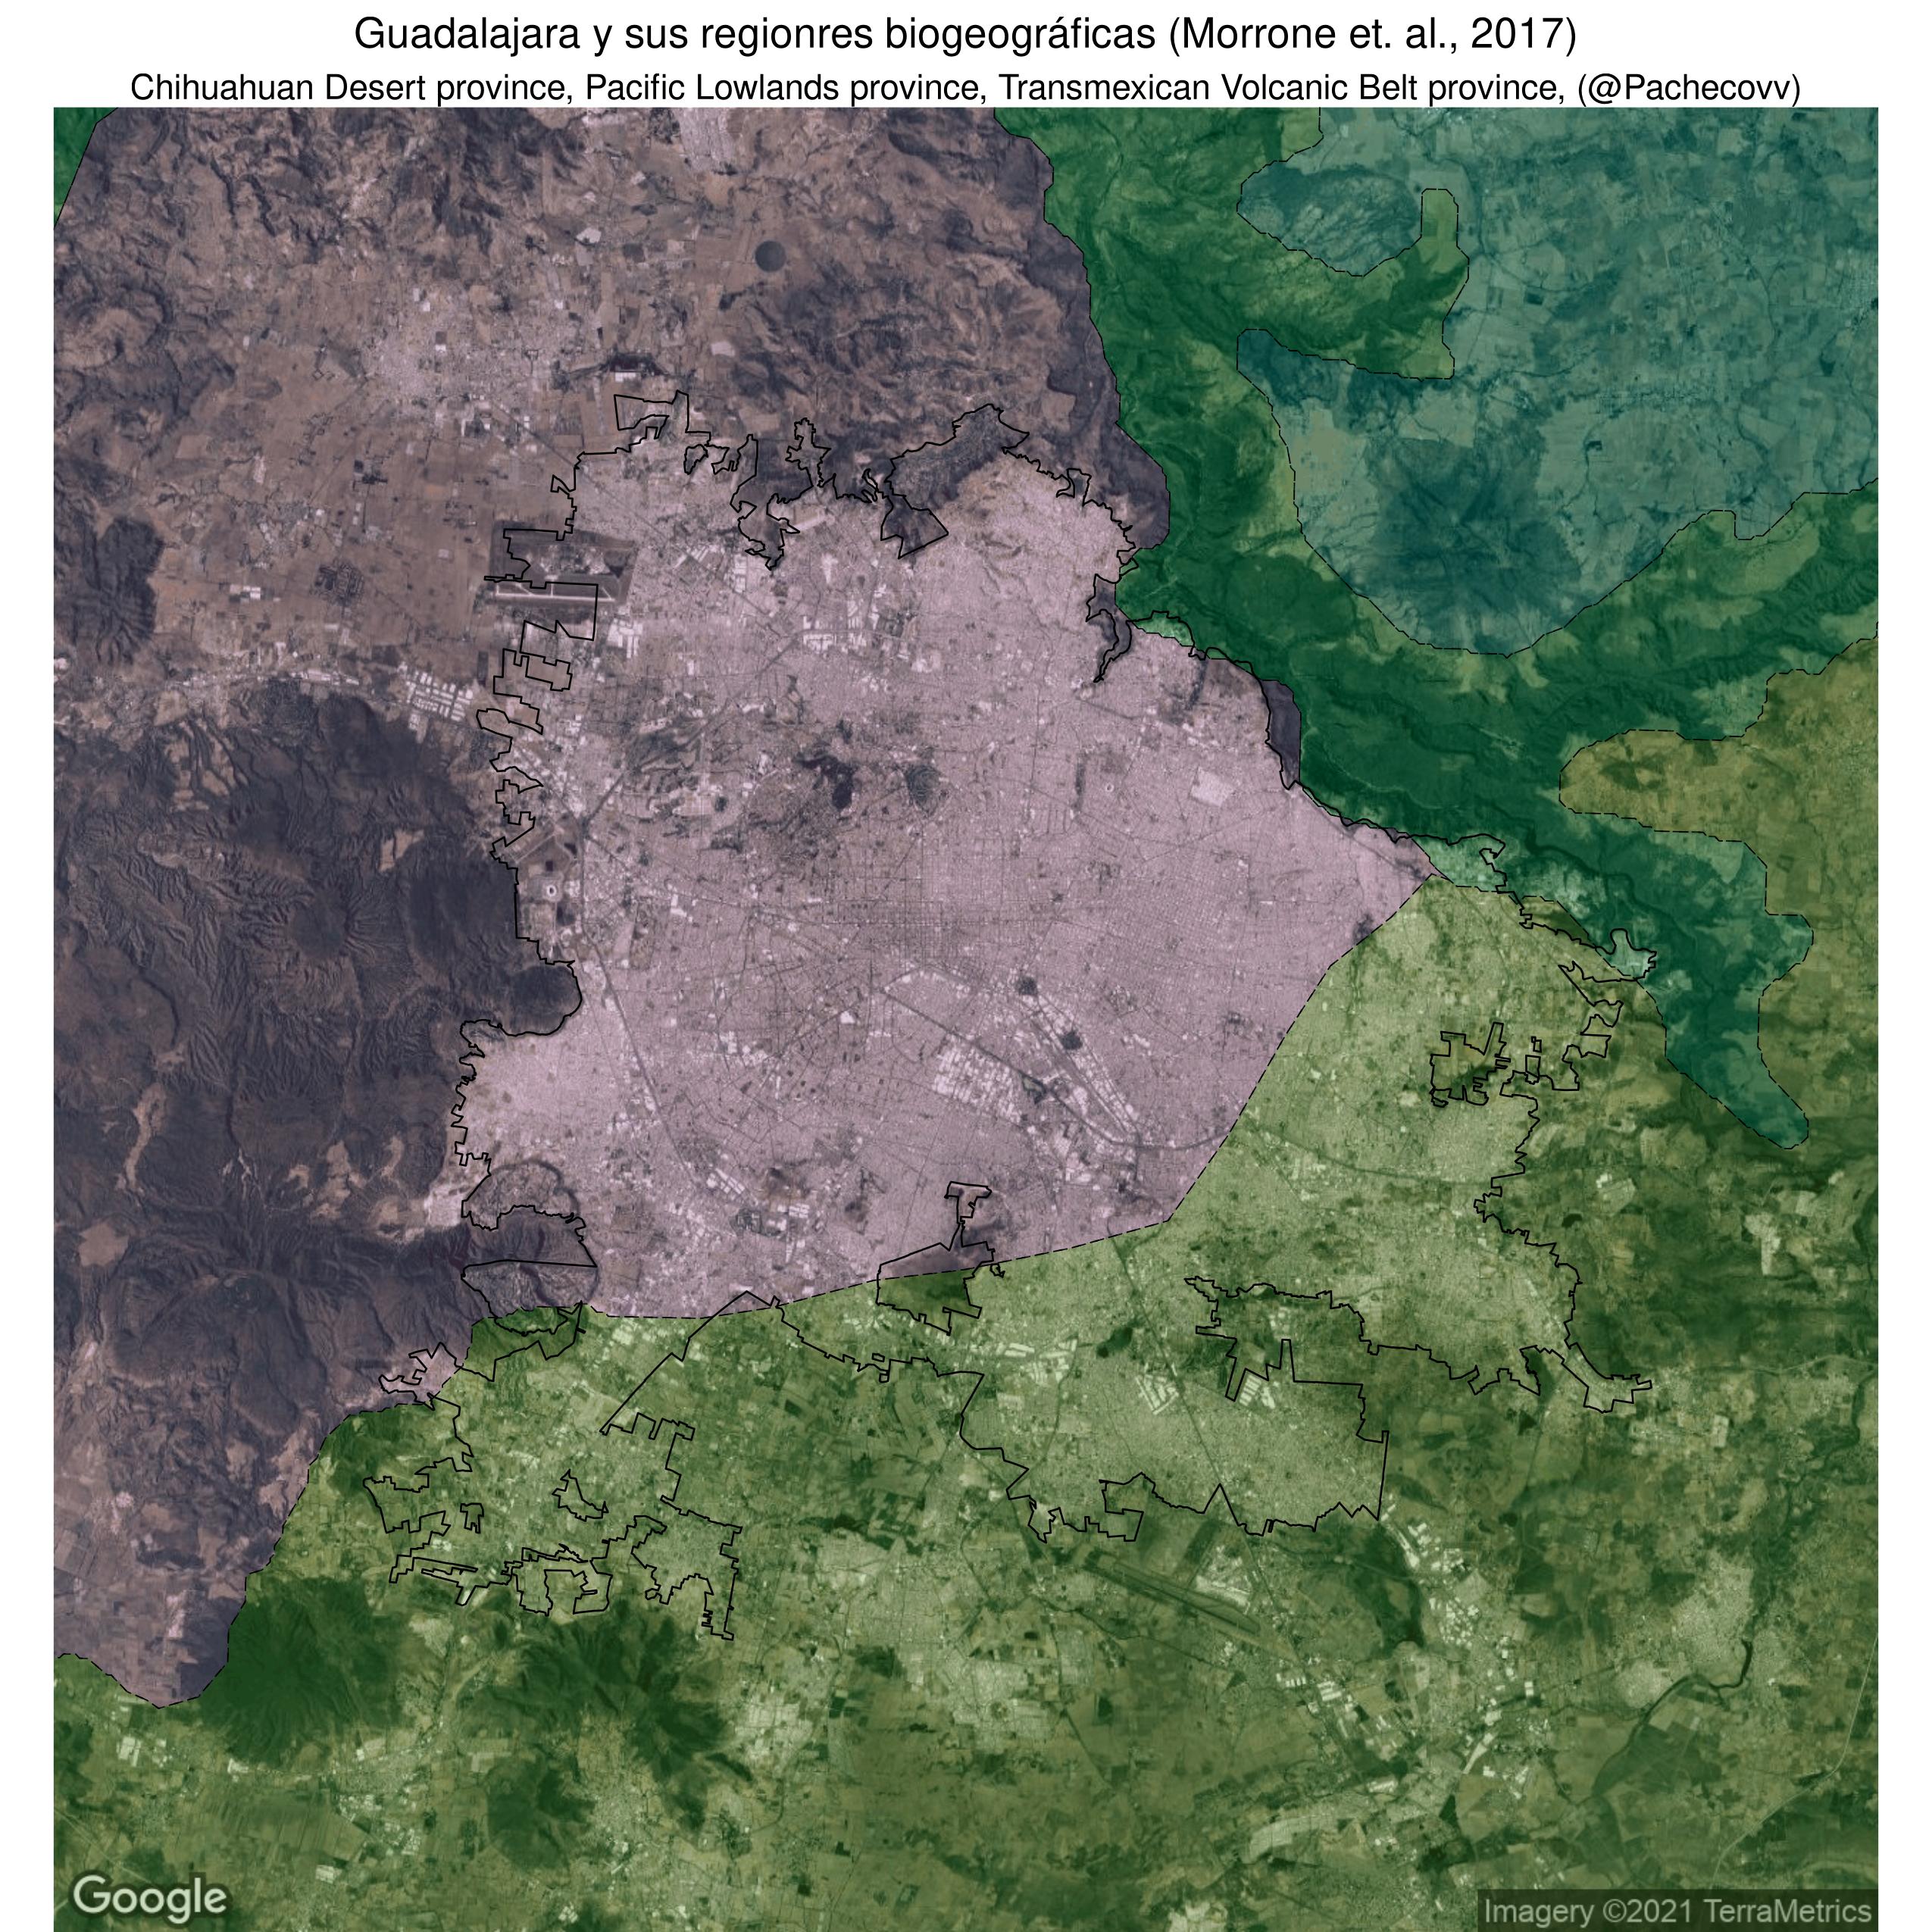 Guadalajara y sus regionres biogeográficas (Morrone et. al., 2017)
Chihuahuan Desert province, Pacific Lowlands province, Transmexican Volcanic Belt province, (@Pachecovv)
Google
Imagery ©2021 TerraMetrics